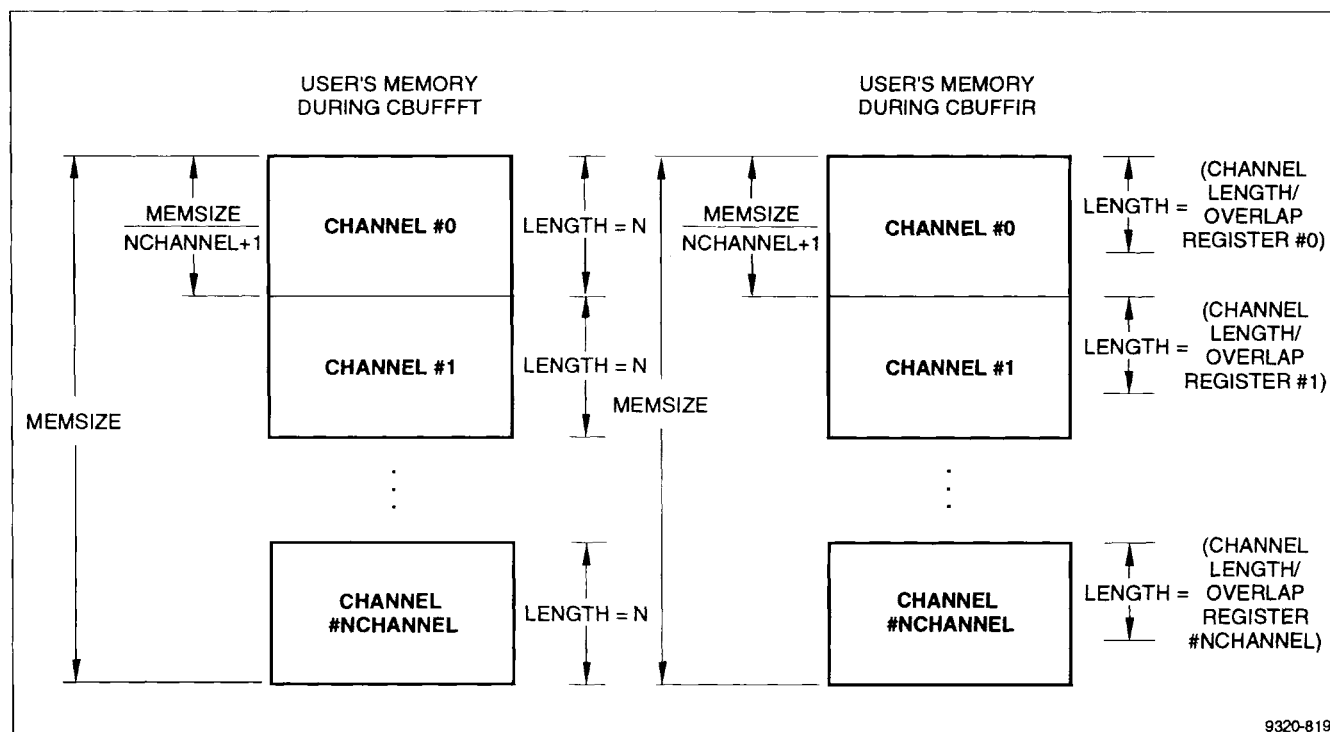 USER'S MEMORY
DURING CBUFFFT
MEMSIZE
MEMSIZE
NCHANNEL+1
CHANNEL #0
LENGTH = N
CHANNEL #1
LENGTH = N
.
.
.
CHANNEL
#NCHANNEL
LENGTH = N
USER'S MEMORY
DURING CBUFFIR
MEMSIZE
MEMSIZE
NCHANNEL+1
CHANNEL #0
LENGTH =
(CHANNEL
LENGTH/
OVERLAP
REGISTER #0)
CHANNEL #1
LENGTH =
(CHANNEL
LENGTH/
OVERLAP
REGISTER #1)
.
.
.
CHANNEL
#NCHANNEL
LENGTH =
(CHANNEL
LENGTH/
OVERLAP
REGISTER
#NCHANNEL)
9320-819